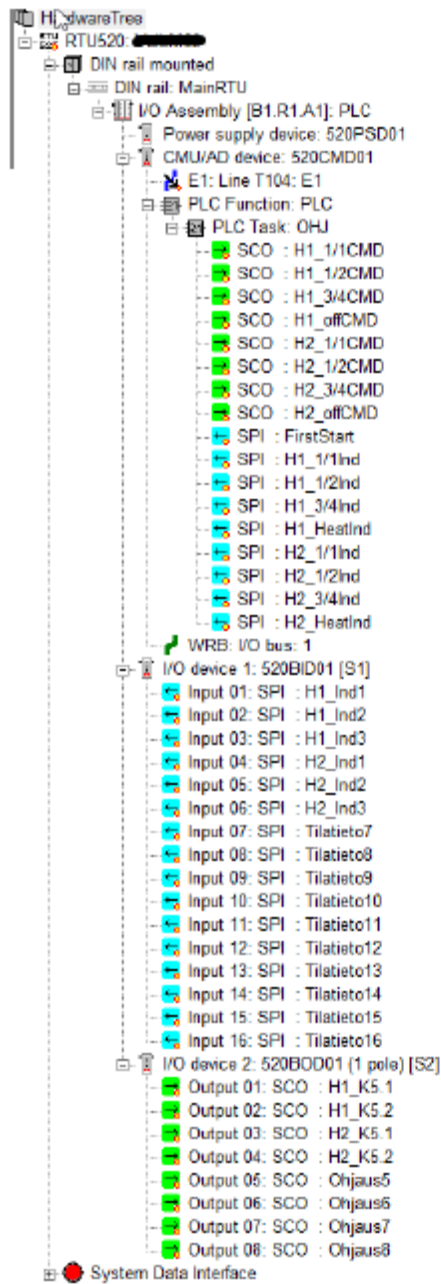 HardwareTree
RTU520:
DIN rail mounted
DIN rail: MainRTU
I/O Assembly [B1.R1.A1]: PLC
Power supply device: 520PSD01
CMU/AD device: 520CMD01
E1: Line T104: E1
PLC Function: PLC
PLC Task: OHJ
SCO : H1_1/1CMD
SCO : H1_1/2CMD
SCO : H1_3/4CMD
SCO : H1_offCMD
SCO : H2_1/1CMD
SCO : H2_1/2CMD
SCO : H2_3/4CMD
SCO : H2_offCMD
SPI : FirstStart
SPI : H1_1/1Ind
SPI : H1_1/2Ind
SPI : H1_3/4Ind
SPI : H1_HeatInd
SPI : H2_1/1Ind
SPI : H2_1/2Ind
SPI : H2_3/4Ind
SPI : H2_HeatInd
WRB: I/O bus: 1
I/O device 1: 520BID01 [S1]
Input 01: SPI : H1_Ind1
Input 02: SPI : H1_Ind2
Input 03: SPI : H1_Ind3
Input 04: SPI : H2_Ind1
Input 05: SPI : H2_Ind2
Input 06: SPI : H2_Ind3
Input 07: SPI : Tilatieto7
Input 08: SPI : Tilatieto8
Input 09: SPI : Tilatieto9
Input 10: SPI : Tilatieto10
Input 11: SPI : Tilatieto11
Input 12: SPI : Tilatieto12
Input 13: SPI : Tilatieto13
Input 14: SPI : Tilatieto14
Input 15: SPI : Tilatieto15
Input 16: SPI : Tilatieto16
I/O device 2: 520BOD01 (1 pole) [S2]
Output 01: SCO : H1_K5.1
Output 02: SCO : H1_K5.2
Output 03: SCO : H2_K5.1
Output 04: SCO : H2_K5.2
Output 05: SCO : Ohjaus5
Output 06: SCO : Ohjaus6
Output 07: SCO : Ohjaus7
Output 08: SCO : Ohjaus8
System Data Interface